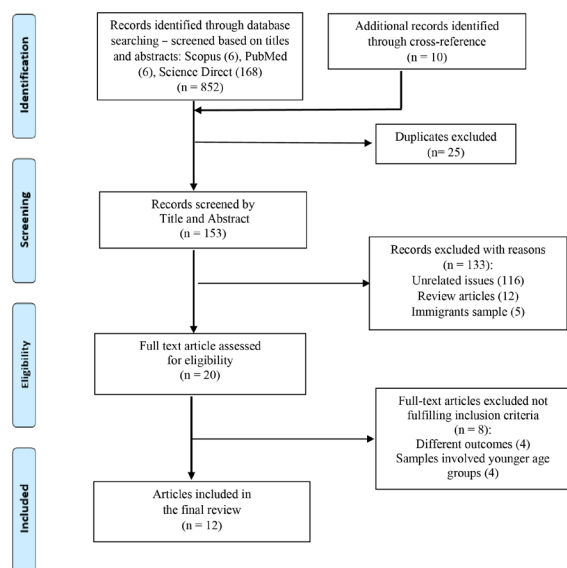 Identification
Records identified through database
searching – screened based on titles
and abstracts: Scopus (6), PubMed
(6), Science Direct (168)
(n = 852)
Additional records identified
through cross-reference
(n = 10)
Duplicates excluded
(n= 25)
Screening
Records screened by
Title and Abstract
(n = 153)
Records excluded with reasons
(n = 133):
Unrelated issues (116)
Review articles (12)
Immigrants sample (5)
Eligibility
Full text article assessed
for eligibility
(n = 20)
Full-text articles excluded not
fulfilling inclusion criteria
(n = 8):
Different outcomes (4)
Samples involved younger age
groups (4)
Included
Articles included in
the final review
(n = 12)